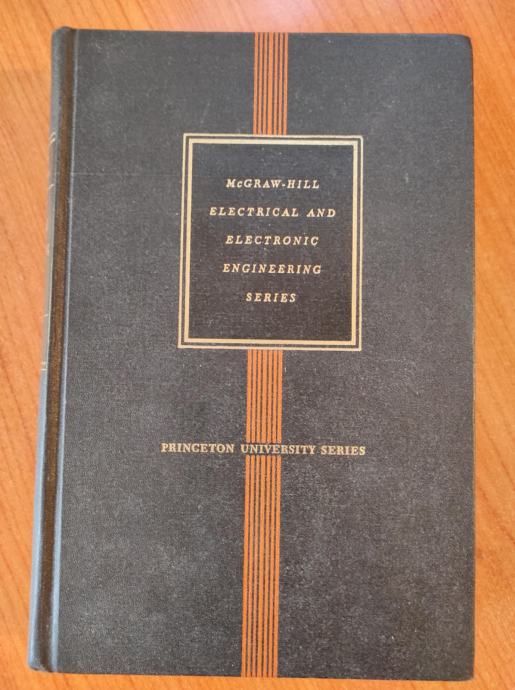 McGRAW-HILL
ELECTRICAL AND
ELECTRONIC
ENGINEERING
SERIES
PRINCETON UNIVERSITY SERIES